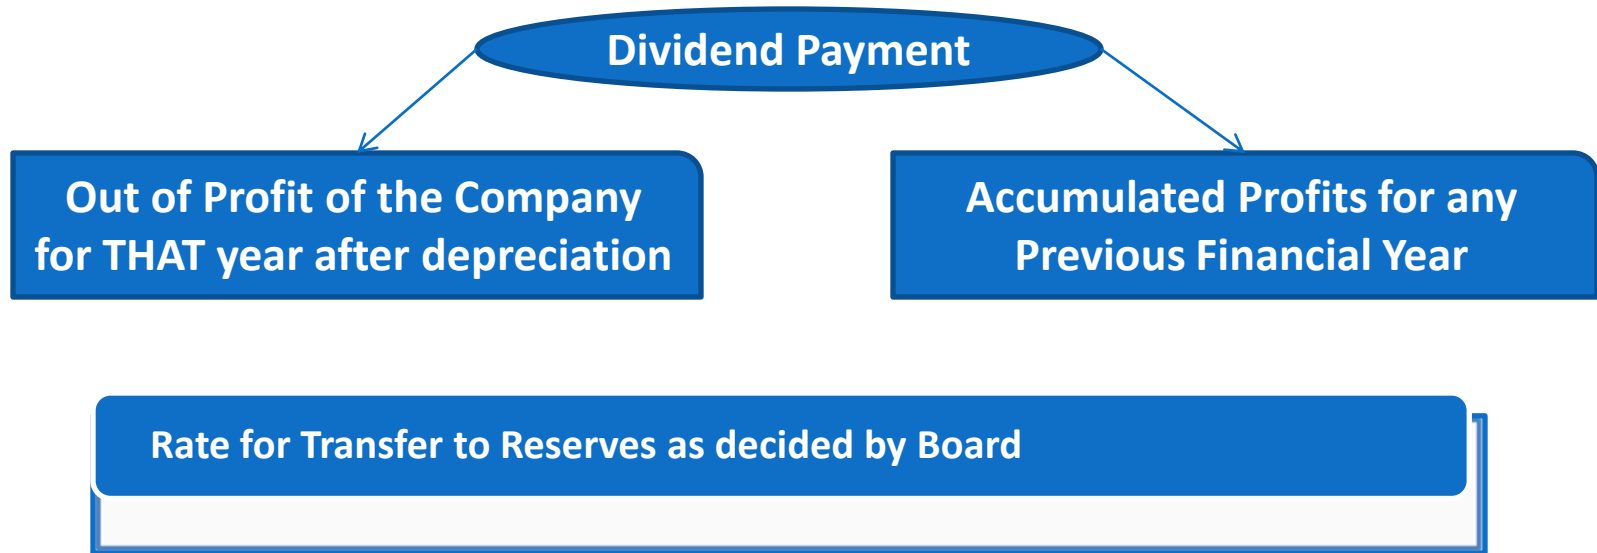 Dividend Payment
Out of Profit of the Company
for THAT year after depreciation
Accumulated Profits for any
Previous Financial Year
Rate for Transfer to Reserves as decided by Board